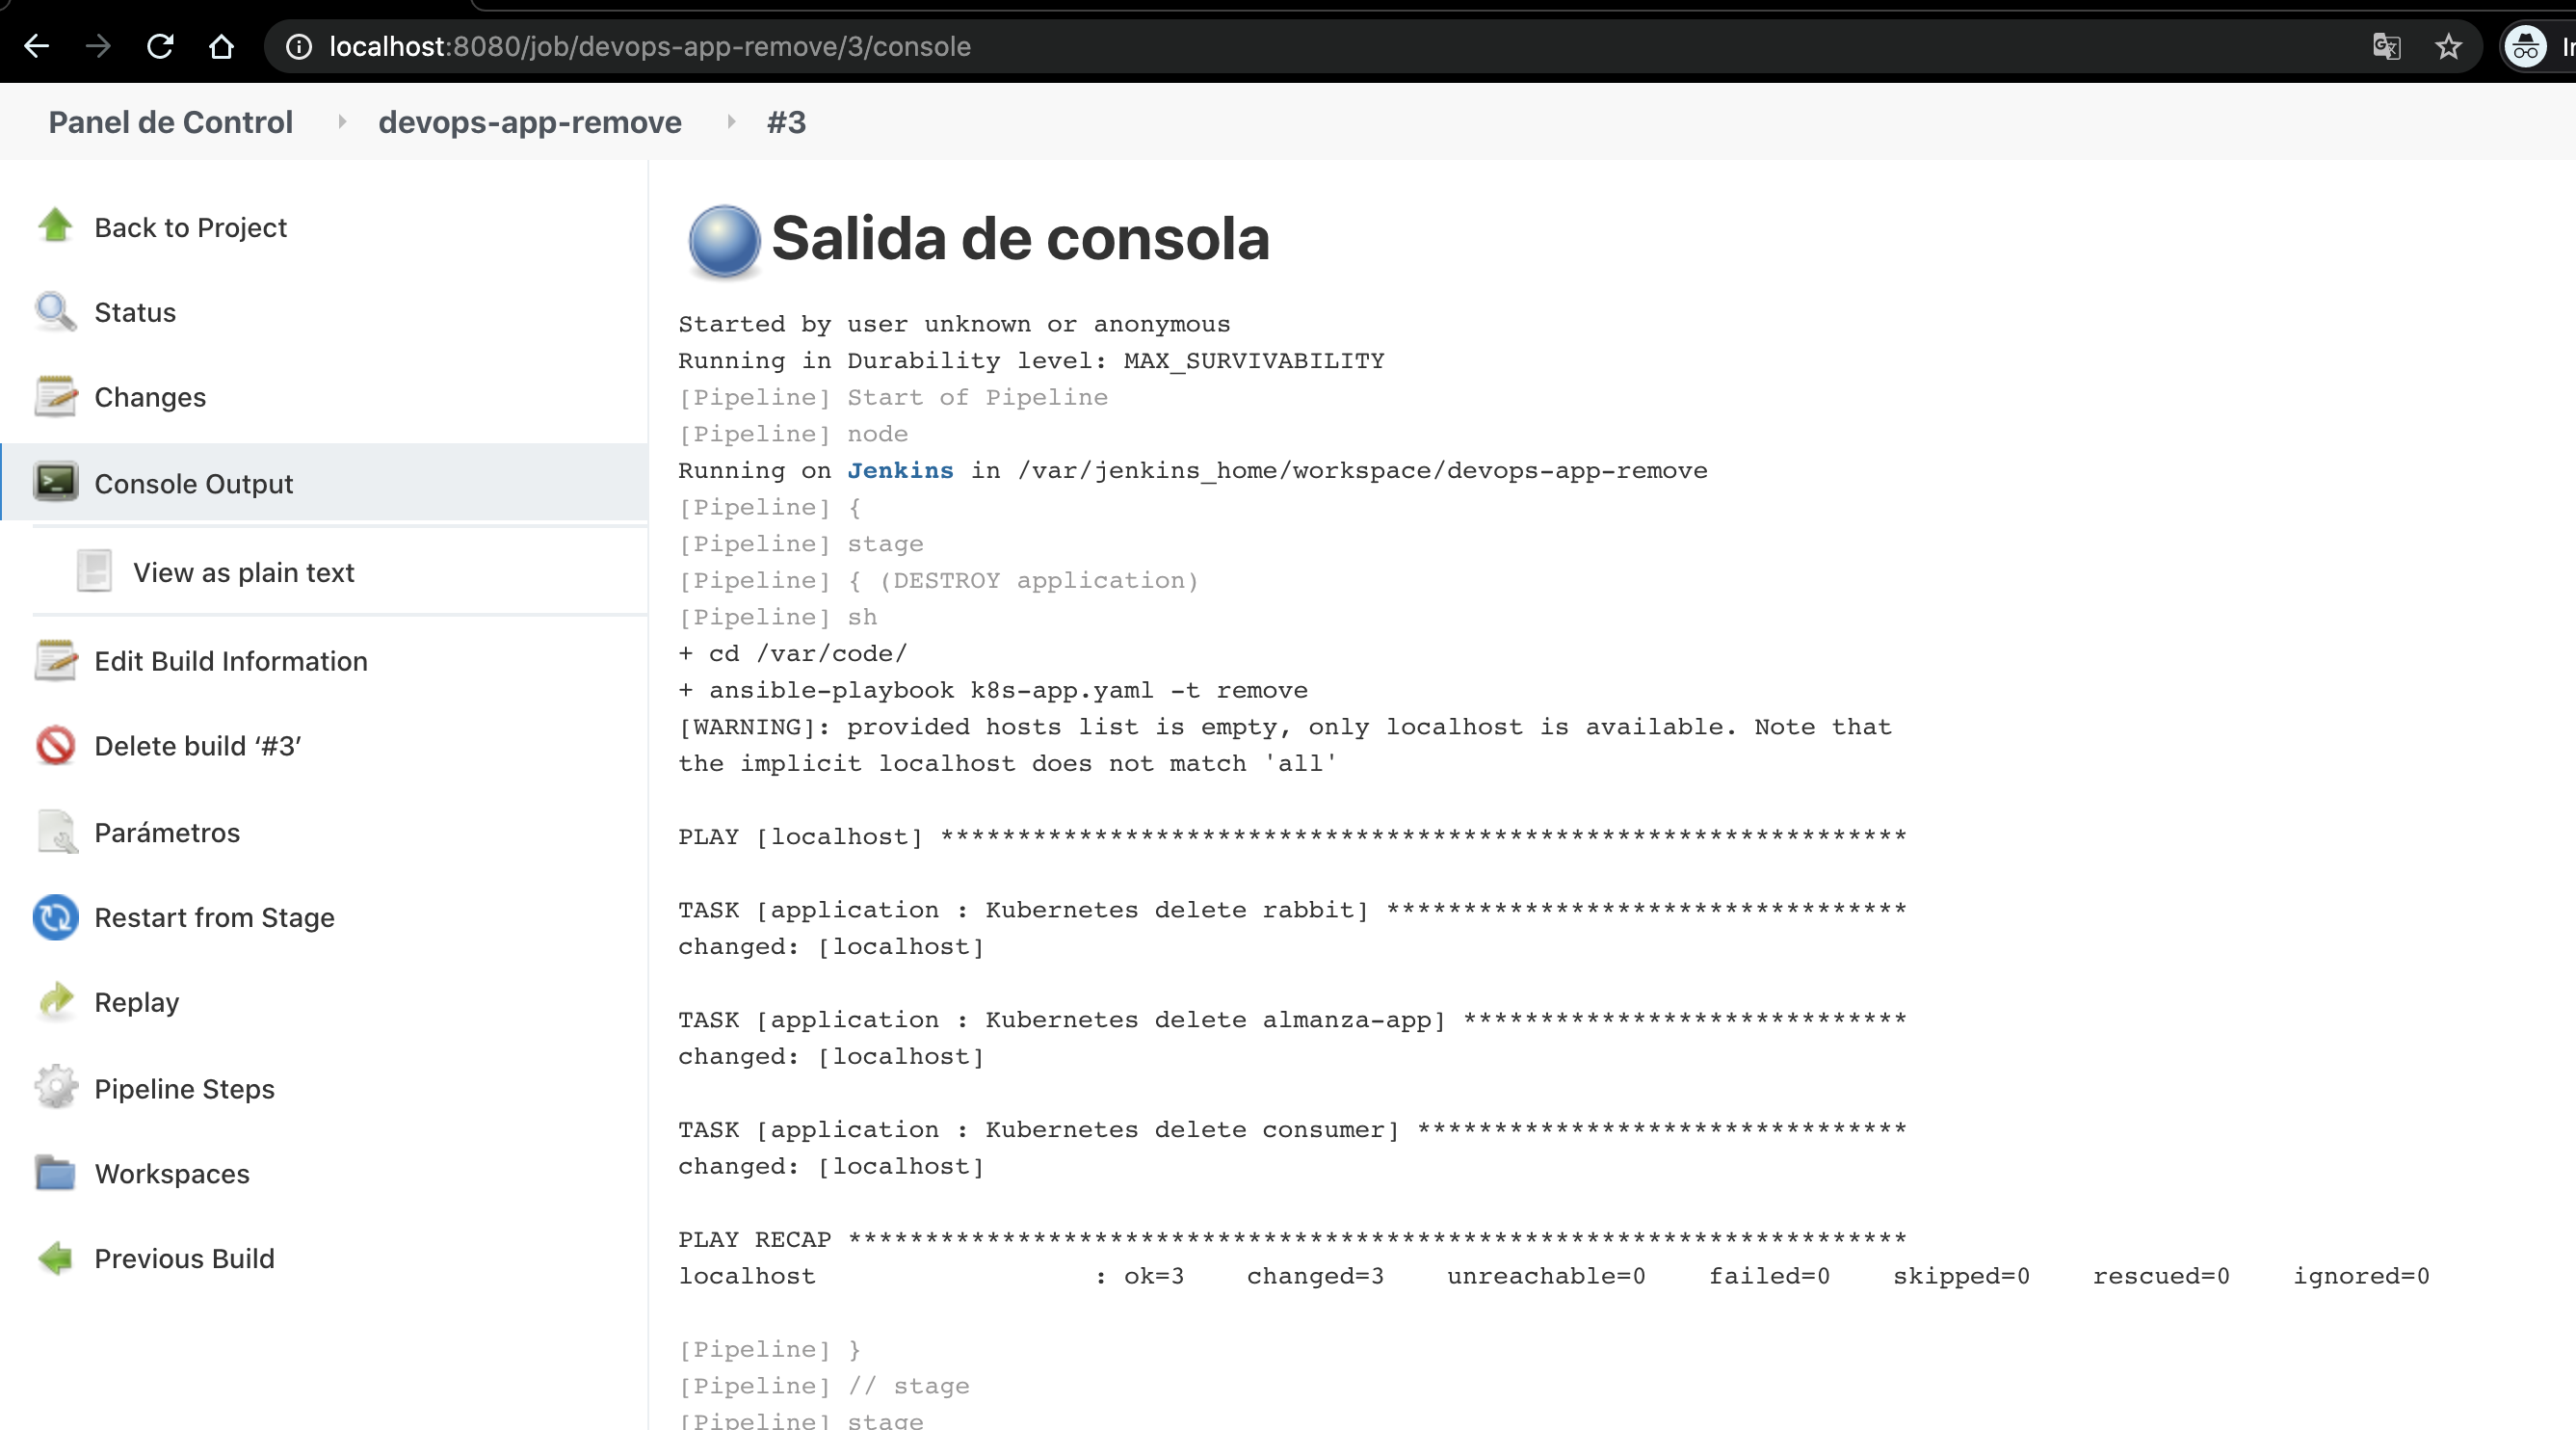 localhost:8080/job/devops-app-remove/3/console
Panel de Control
devops-app-remove
#3
Back to Project
Status
Changes
Console Output
View as plain text
Edit Build Information
Delete build ‘#3’
Parámetros
Restart from Stage
Replay
Pipeline Steps
Workspaces
Previous Build
Salida de consola
Started by user unknown or anonymous
Running in Durability level: MAX_SURVIVABILITY
[Pipeline] Start of Pipeline
[Pipeline] node
Running on Jenkins in /var/jenkins_home/workspace/devops-app-remove
[Pipeline] {
[Pipeline] stage
[Pipeline] { (DESTROY application)
[Pipeline] sh
+ cd /var/code/
+ ansible-playbook k8s-app.yaml -t remove
[WARNING]: provided hosts list is empty, only localhost is available. Note that
the implicit localhost does not match 'all'
PLAY [localhost] ***************************************************************
TASK [application : Kubernetes delete rabbit] **********************************
changed: [localhost]
TASK [application : Kubernetes delete almanza-app] *****************************
changed: [localhost]
TASK [application : Kubernetes delete consumer] ********************************
changed: [localhost]
PLAY RECAP *********************************************************************
localhost                  : ok=3    changed=3    unreachable=0    failed=0    skipped=0    rescued=0    ignored=0
[Pipeline] }
[Pipeline] // stage
[Pipeline] stage